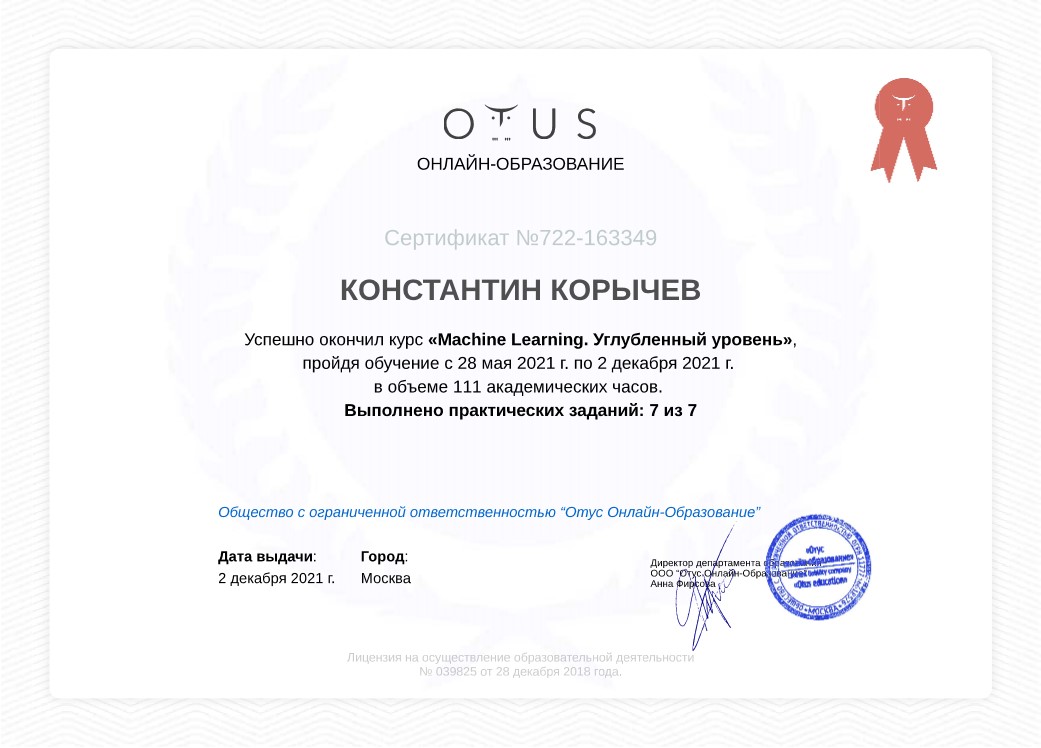 OTUS
ОНЛАЙН-ОБРАЗОВАНИЕ
Сертификат №722-163349
КОНСТАНТИН КОРЫЧЕВ
Успешно окончил курс «Machine Learning. Углубленный уровень»,
пройдя обучение с 28 мая 2021 г. по 2 декабря 2021 г.
в объеме 111 академических часов.
Выполнено практических заданий: 7 из 7
Общество с ограниченной ответственностью “Отус Онлайн-Образование”
Дата выдачи:
Город:
2 декабря 2021 г.
Москва
Директор департамента образования
ООО "Отус Онлайн-Образование"
Анна Фирсова
«Отус
онлайн-образование»
«Otus education»
МОСКВА
Лицензия на осуществление образовательной деятельности
№ 039825 от 28 декабря 2018 года.